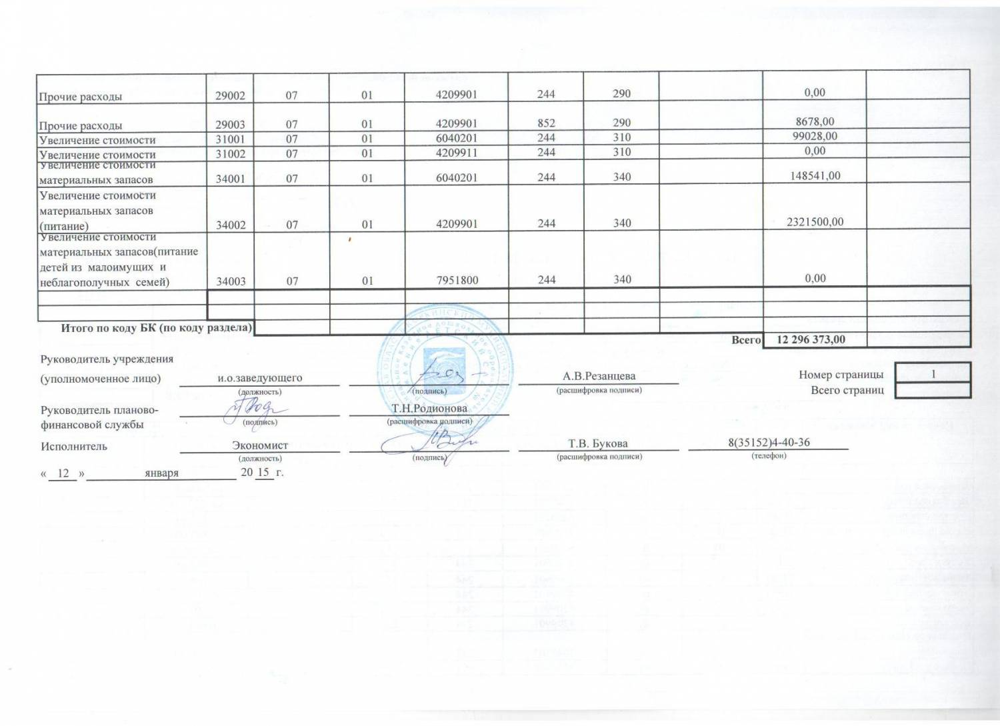 Прочие расходы 29002 07 01 4209901 244 290 0,00
Прочие расходы 29003 07 01 4209901 852 290 8678,00
Увеличение стоимости 31001 07 01 6040201 244 310 99028,00
Увеличение стоимости 31002 07 01 4209911 244 310 0,00
Увеличение стоимости
материальных запасов 34001 07 01 6040201 244 340 148541,00
Увеличение стоимости
материальных запасов
(питание) 34002 07 01 4209901 244 340 2321500,00
Увеличение стоимости
материальных запасов(питание
детей из малоимущих и
неблагополучных семей) 34003 07 01 7951800 244 340 0,00
Итого по коду БК (по коду раздела)
Всего 12 296 373,00
Руководитель учреждения
(уполномоченное лицо) и.о.заведующего А.В.Резанцева Номер страницы 1
(должность) (подпись) (расшифровка подписи) Всего страниц
Руководитель планово-
финансовой службы Т.Н.Родионова
(подпись) (расшифровка подписи)
Исполнитель Экономист Т.В. Букова 8(35152)4-40-36
(должность) (подпись) (расшифровка подписи) (телефон)
« 12 » января 20 15 г.